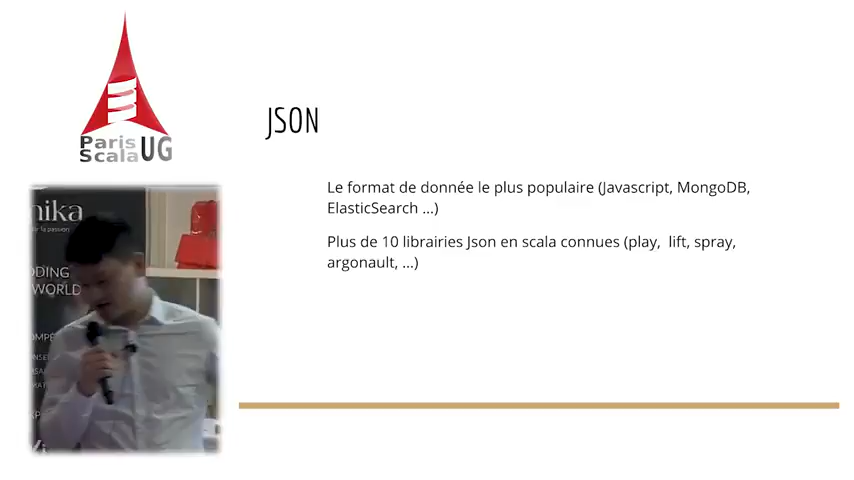 Paris
Scala UG
JSON
Le format de donnée le plus populaire (Javascript, MongoDB,
ElasticSearch ...)
Plus de 10 librairies Json en scala connues (play, lift, spray,
argonault, ...)
nika
WORLD